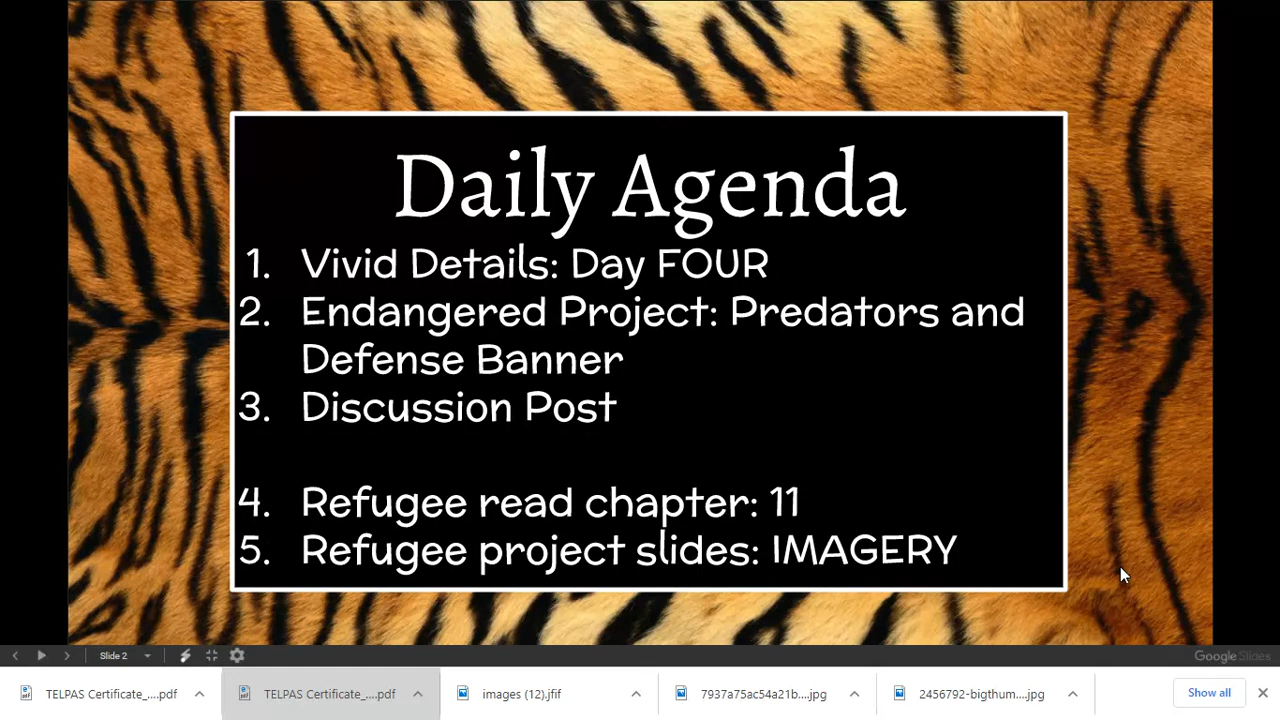 Daily Agenda
1. Vivid Details: Day FOUR
2. Endangered Project: Predators and
Defense Banner
3. Discussion Post
4. Refugee read chapter: 11
5. Refugee project slides: IMAGERY
Slide 2
Google Slides
TELPAS Certificate_....pdf
TELPAS Certificate_....pdf
images (12).jfif
7937a75ac54a21b....jpg
2456792-bigthum....jpg
Show all